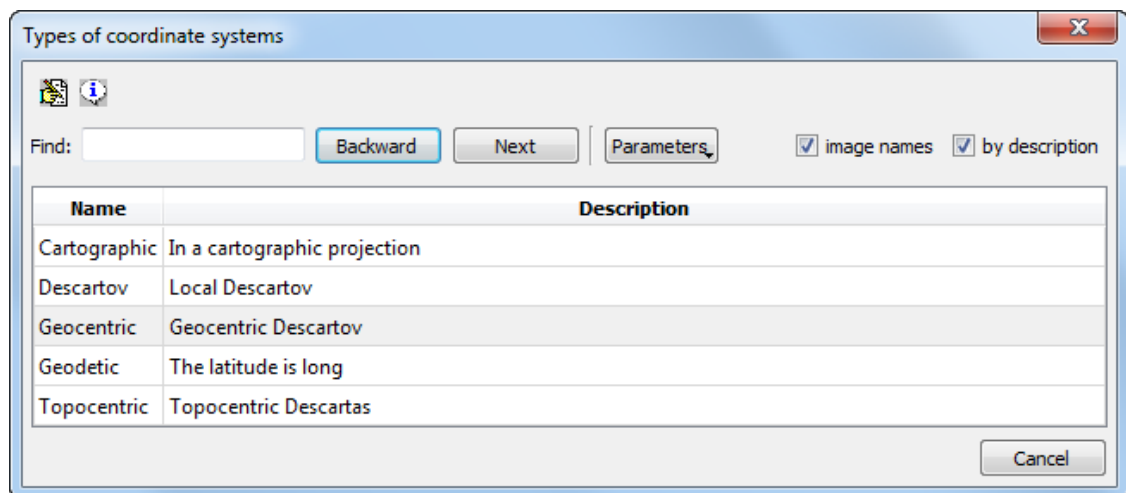 Types of coordinate systems
Find: Backward Next Parameters image names by description
Name Description
Cartographic In a cartographic projection
Descartov Local Descartov
Geocentric Geocentric Descartov
Geodetic The latitude is long
Topocentric Topocentric Descartas
Cancel